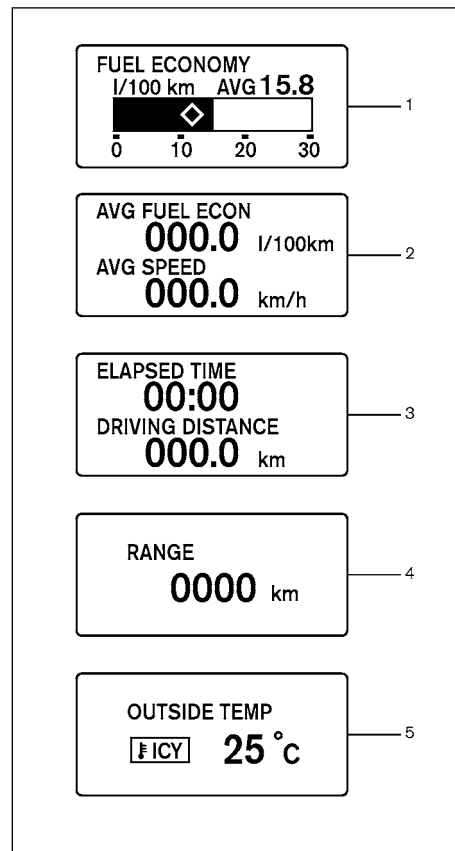 FUEL ECONOMY
l/100 km AVG 15.8
0 10 20 30
1
AVG FUEL ECON
000.0 l/100km
AVG SPEED
000.0 km/h
2
ELAPSED TIME
00:00
DRIVING DISTANCE
000.0 km
3
RANGE
0000 km
4
OUTSIDE TEMP
ICY 25 °C
5